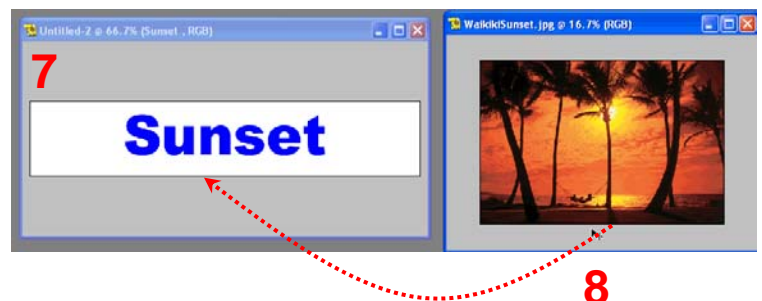 Untitled-2 @ 66.7% (Sunset , RGB)
WaikikiSunset.jpg @ 16.7% (RGB)
7
Sunset
8